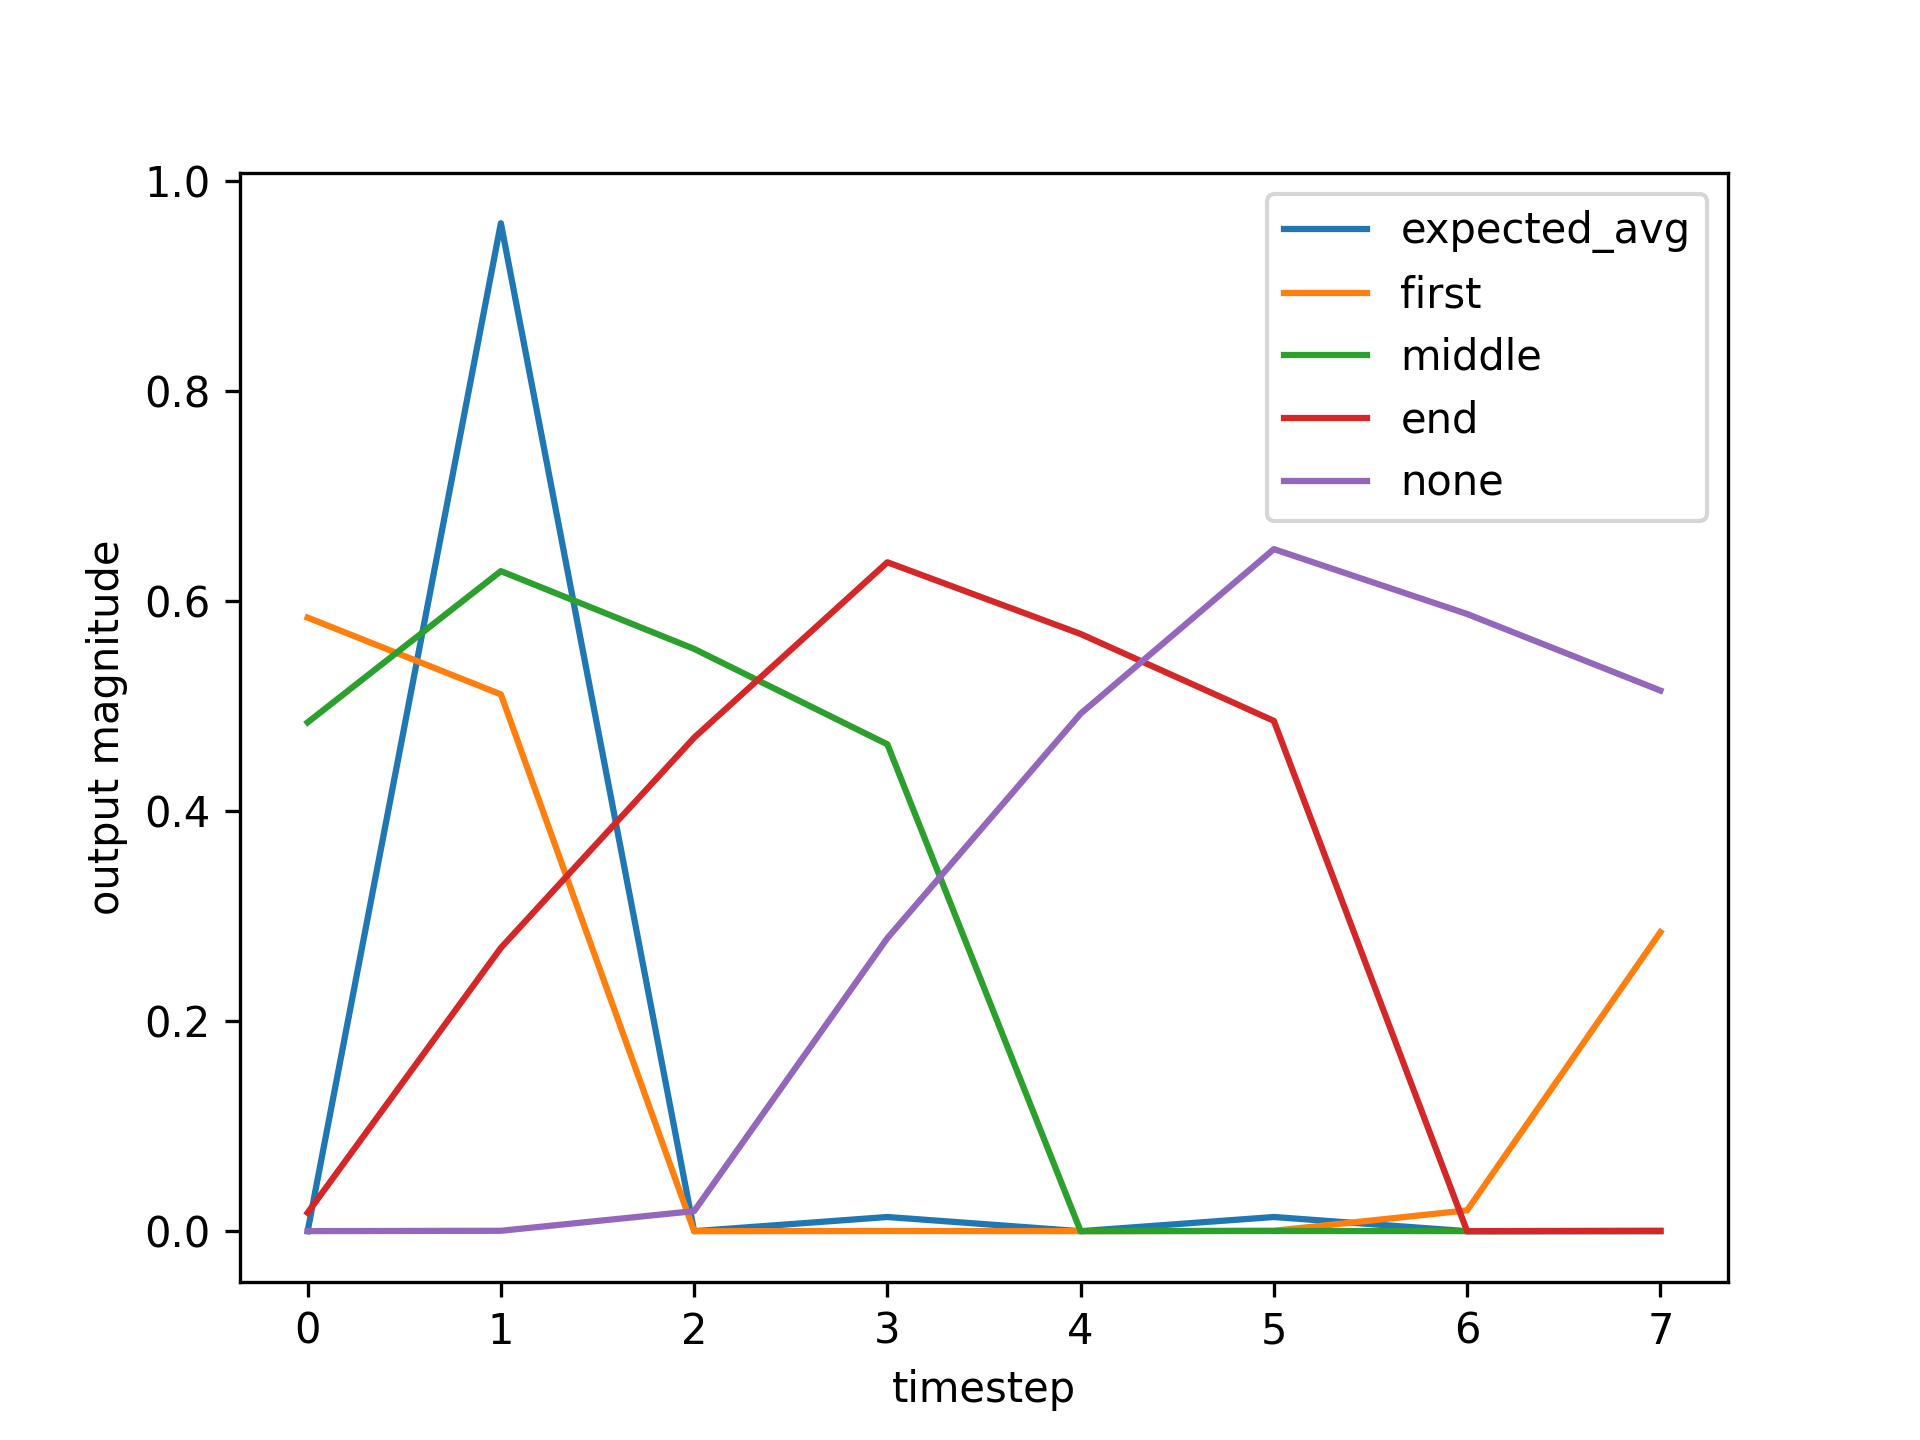 expected_avg
first
middle
end
none
1.0
0.8
0.6
0.4
0.2
0.0
output magnitude
0 1 2 3 4 5 6 7
timestep